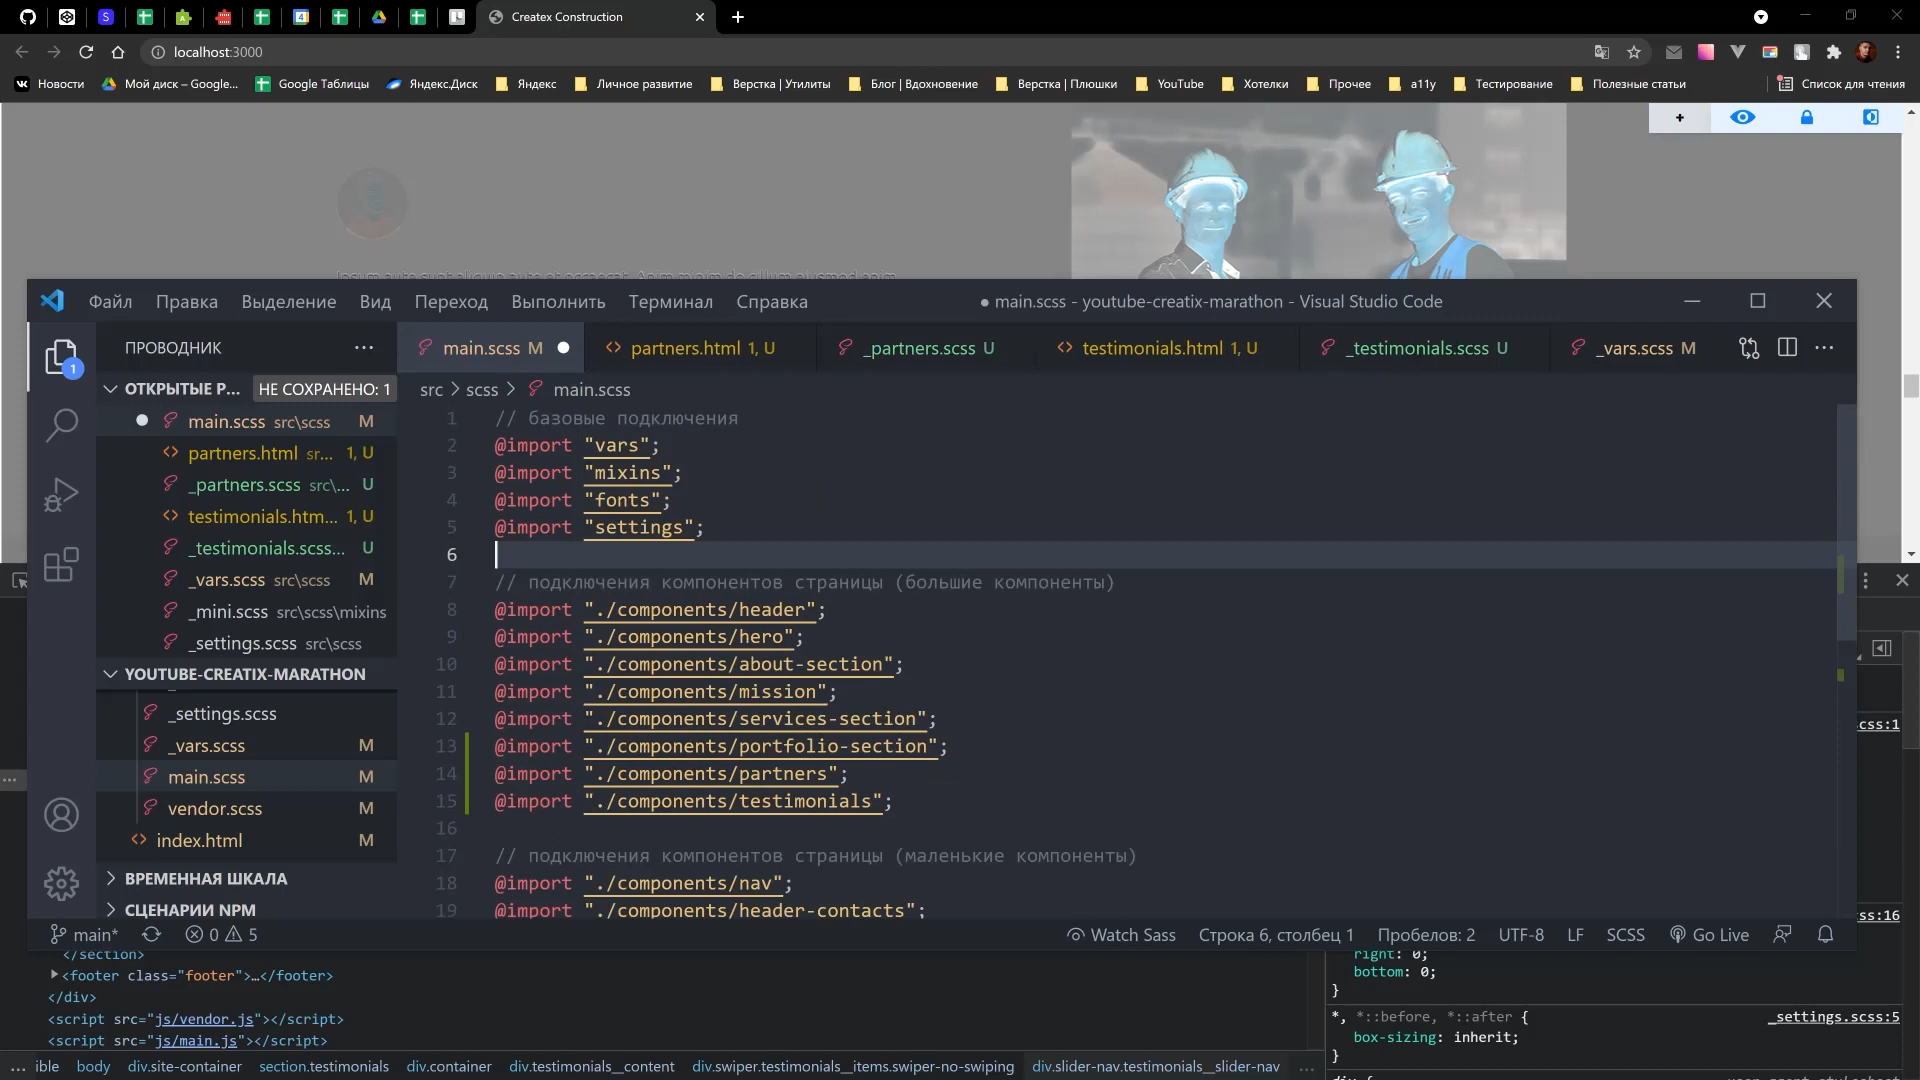 Createx Construction
localhost:3000
Новости
Мой диск – Google...
Google Таблицы
Яндекс.Диск
Яндекс
Личное развитие
Верстка | Утилиты
Блог | Вдохновение
Верстка | Плюшки
YouTube
Хотелки
Прочее
a11y
Тестирование
Полезные статьи
Список для чтения
Файл Правка Выделение Вид Переход Выполнить Терминал Справка
● main.scss - youtube-creatix-marathon - Visual Studio Code
ПРОВОДНИК
main.scss M
partners.html 1, U
_partners.scss U
testimonials.html 1, U
_testimonials.scss U
_vars.scss M
ОТКРЫТЫЕ Р... НЕ СОХРАНЕНО: 1
main.scss src\scss M
partners.html sr... 1, U
_partners.scss src\... U
testimonials.htm... 1, U
_testimonials.scss... U
_vars.scss src\scss M
_mini.scss src\scss\mixins
_settings.scss src\scss
YOUTUBE-CREATIX-MARATHON
_settings.scss
_vars.scss M
main.scss M
vendor.scss M
index.html M
ВРЕМЕННАЯ ШКАЛА
СЦЕНАРИИ NPM
src > scss > main.scss
1 // базовые подключения
2 @import "vars";
3 @import "mixins";
4 @import "fonts";
5 @import "settings";
6
7 // подключения компонентов страницы (большие компоненты)
8 @import "./components/header";
9 @import "./components/hero";
10 @import "./components/about-section";
11 @import "./components/mission";
12 @import "./components/services-section";
13 @import "./components/portfolio-section";
14 @import "./components/partners";
15 @import "./components/testimonials";
16
17 // подключения компонентов страницы (маленькие компоненты)
18 @import "./components/nav";
19 @import "./components/header-contacts";
main* 0 5
Watch Sass Строка 6, столбец 1 Пробелов: 2 UTF-8 LF SCSS Go Live
css:1
ss:16
</section>
<footer class="footer">…</footer>
</div>
<script src="js/vendor.js"></script>
<script src="js/main.js"></script>
right: 0;
bottom: 0;
}
*, *::before, *::after { _settings.scss:5
box-sizing: inherit;
}
... ible body div.site-container section.testimonials div.container div.testimonials__content div.swiper.testimonials__items.swiper-no-swiping div.slider-nav.testimonials__slider-nav ...